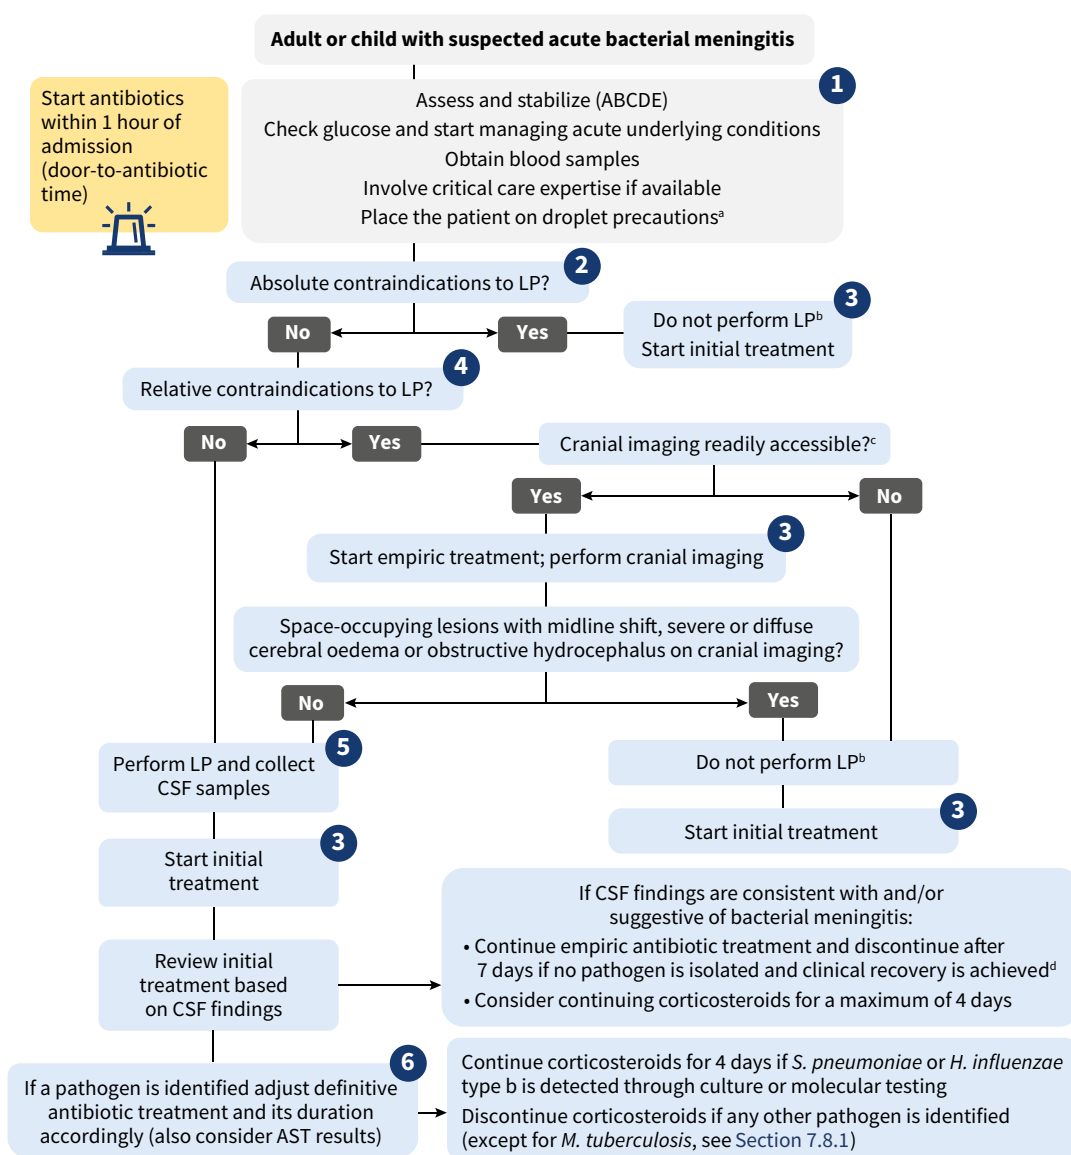 Adult or child with suspected acute bacterial meningitis
Start antibiotics
within 1 hour of
admission
(door-to-antibiotic
time)
1
Assess and stabilize (ABCDE)
Check glucose and start managing acute underlying conditions
Obtain blood samples
Involve critical care expertise if available
Place the patient on droplet precautionsᵃ
2
Absolute contraindications to LP?
No
Yes
3
Do not perform LPᵇ
Start initial treatment
4
Relative contraindications to LP?
No
Yes
Cranial imaging readily accessible?ᶜ
Yes
No
3
Start empiric treatment; perform cranial imaging
Space-occupying lesions with midline shift, severe or diffuse
cerebral oedema or obstructive hydrocephalus on cranial imaging?
No
Yes
5
Perform LP and collect
CSF samples
Do not perform LPᵇ
3
Start initial treatment
3
Start initial
treatment
Review initial
treatment based
on CSF findings
If CSF findings are consistent with and/or
suggestive of bacterial meningitis:
• Continue empiric antibiotic treatment and discontinue after
7 days if no pathogen is isolated and clinical recovery is achievedᵈ
• Consider continuing corticosteroids for a maximum of 4 days
6
If a pathogen is identified adjust definitive
antibiotic treatment and its duration
accordingly (also consider AST results)
Continue corticosteroids for 4 days if S. pneumoniae or H. influenzae
type b is detected through culture or molecular testing
Discontinue corticosteroids if any other pathogen is identified
(except for M. tuberculosis, see Section 7.8.1)